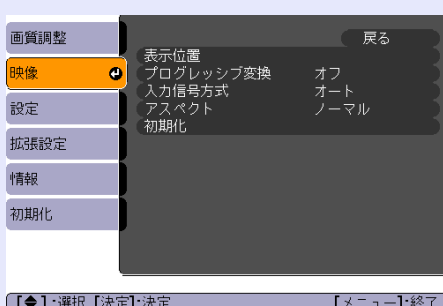 画質調整
映像
設定
拡張設定
情報
初期化
戻る
表示位置
プログレッシブ変換 オフ
入力信号方式 オート
アスペクト ノーマル
初期化
[◆]:選択 [決定]:決定 [メニュー]:終了